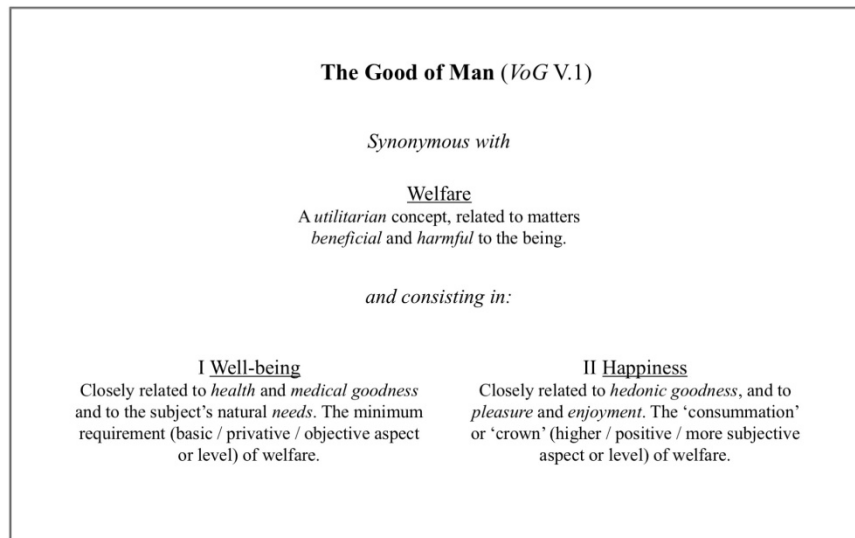 The Good of Man (VoG V.1)
Synonymous with
Welfare
A utilitarian concept, related to matters
beneficial and harmful to the being.
and consisting in:
I Well-being
Closely related to health and medical goodness
and to the subject’s natural needs. The minimum
requirement (basic / privative / objective aspect
or level) of welfare.
II Happiness
Closely related to hedonic goodness, and to
pleasure and enjoyment. The ‘consummation’
or ‘crown’ (higher / positive / more subjective
aspect or level) of welfare.